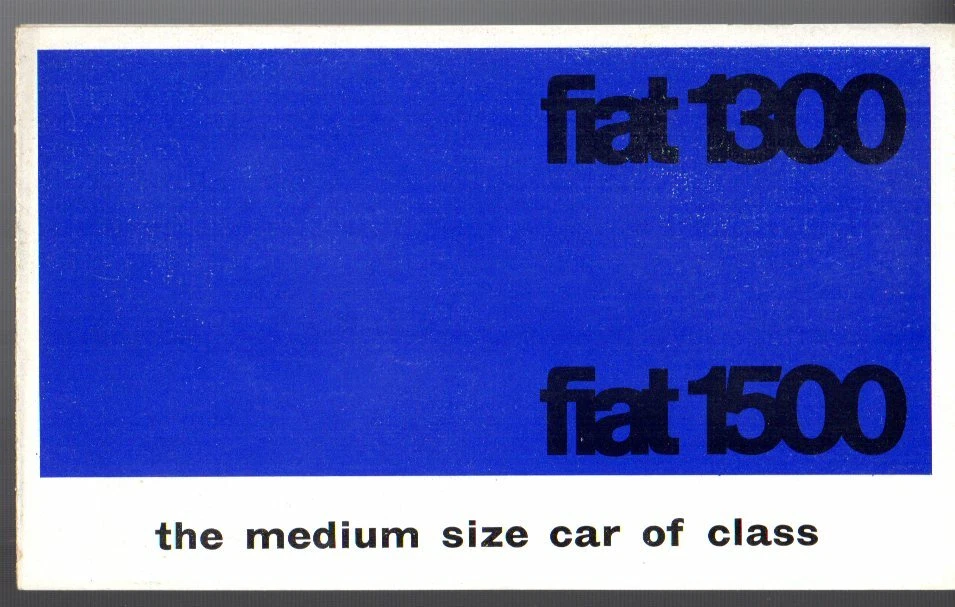 fiat 1300
fiat 1500
the medium size car of class